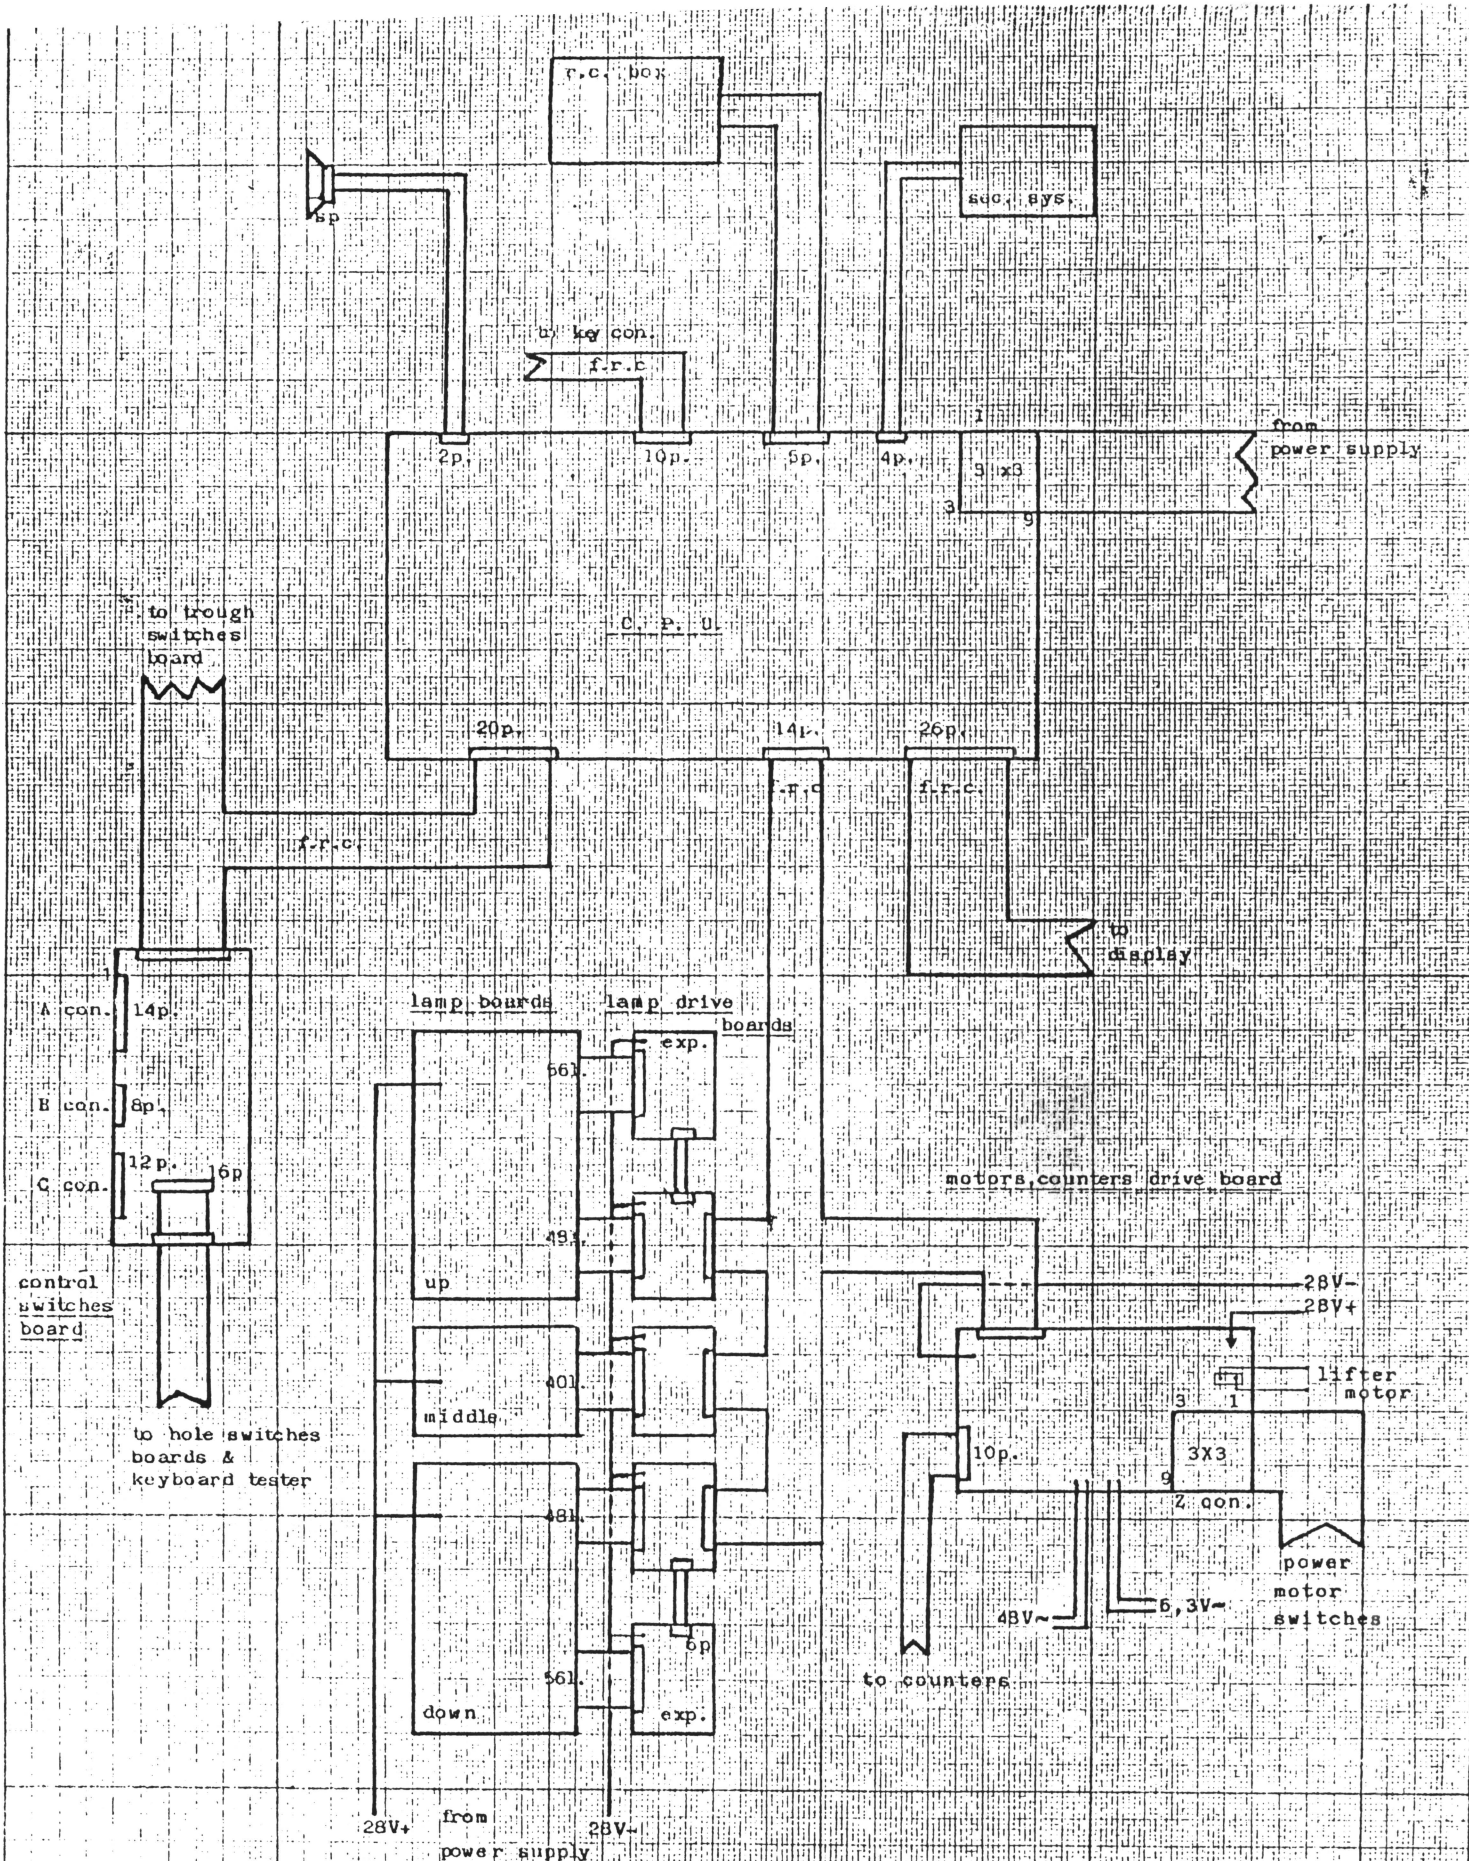 r.c. box
sec. sys.
sp
key con.
f.r.c
1
from
power supply
2p.
10p.
4p.
3 x3
3
9
to trough
switches
board
C. P. U.
20p.
14p.
26p.
f.r.c
f.r.c.
f.r.c.
to
display
1
A con.
14p.
lamp boards
lamp drive
boards
exp.
56l.
B con.
8p.
12p.
16p
C con.
motors,counters drive board
48l.
up
control
switches
board
28V-
28V+
lifter
motor
40l.
middle
3
1
to hole switches
boards &
keyboard tester
10p.
3X3
9
Z con.
48l.
power
motor
switches
48V~
6,3V~
6p
56l.
to counters
down
exp.
28V+
from
power supply
28V-